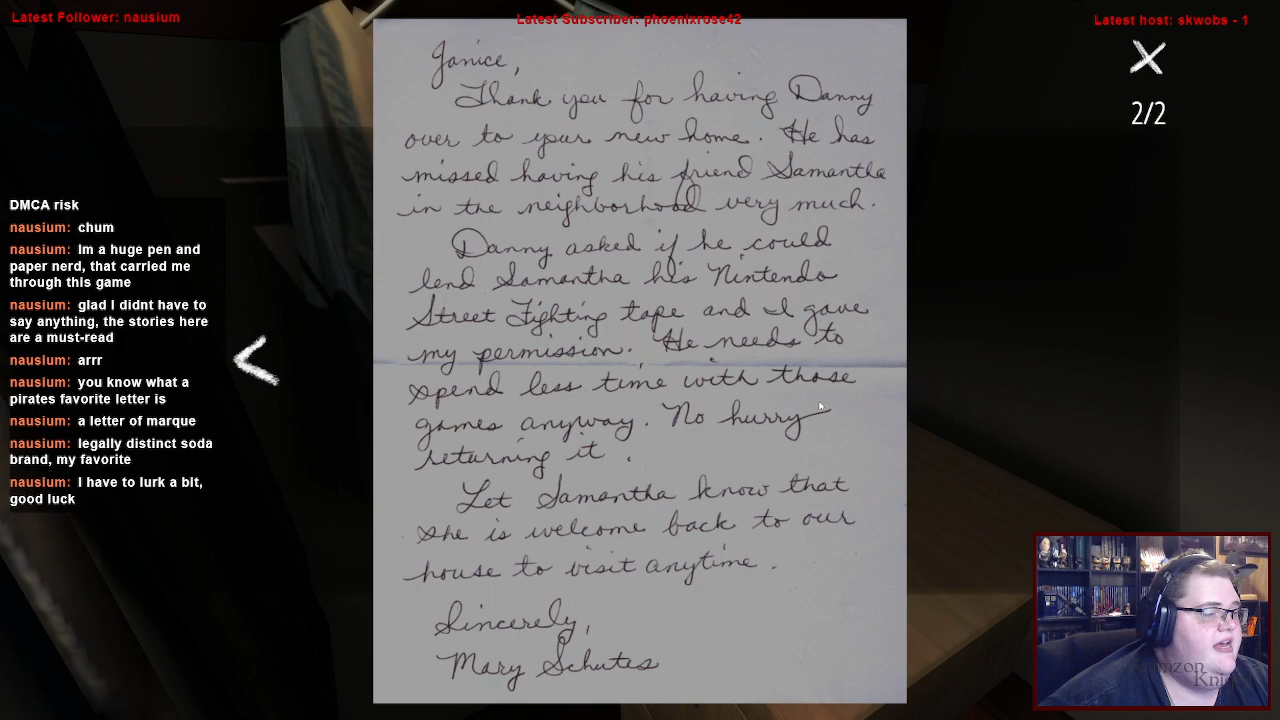 Latest Follower: nausium
Latest Subscriber: phoenixrose42
Latest host: skwobs - 1
2/2
Janice,
Thank you for having Danny
over to your new home. He has
missed having his friend Samantha
in the neighborhood very much.
Danny asked if he could
lend Samantha his Nintendo
Street Fighting tape and I gave
my permission. He needs to
spend less time with those
games anyway. No hurry
returning it.
Let Samantha know that
she is welcome back to our
house to visit anytime.
Sincerely,
Mary Schutes
DMCA risk
nausium: chum
nausium: Im a huge pen and
paper nerd, that carried me
through this game
nausium: glad I didnt have to
say anything, the stories here
are a must-read
nausium: arrr
nausium: you know what a
pirates favorite letter is
nausium: a letter of marque
nausium: legally distinct soda
brand, my favorite
nausium: I have to lurk a bit,
good luck